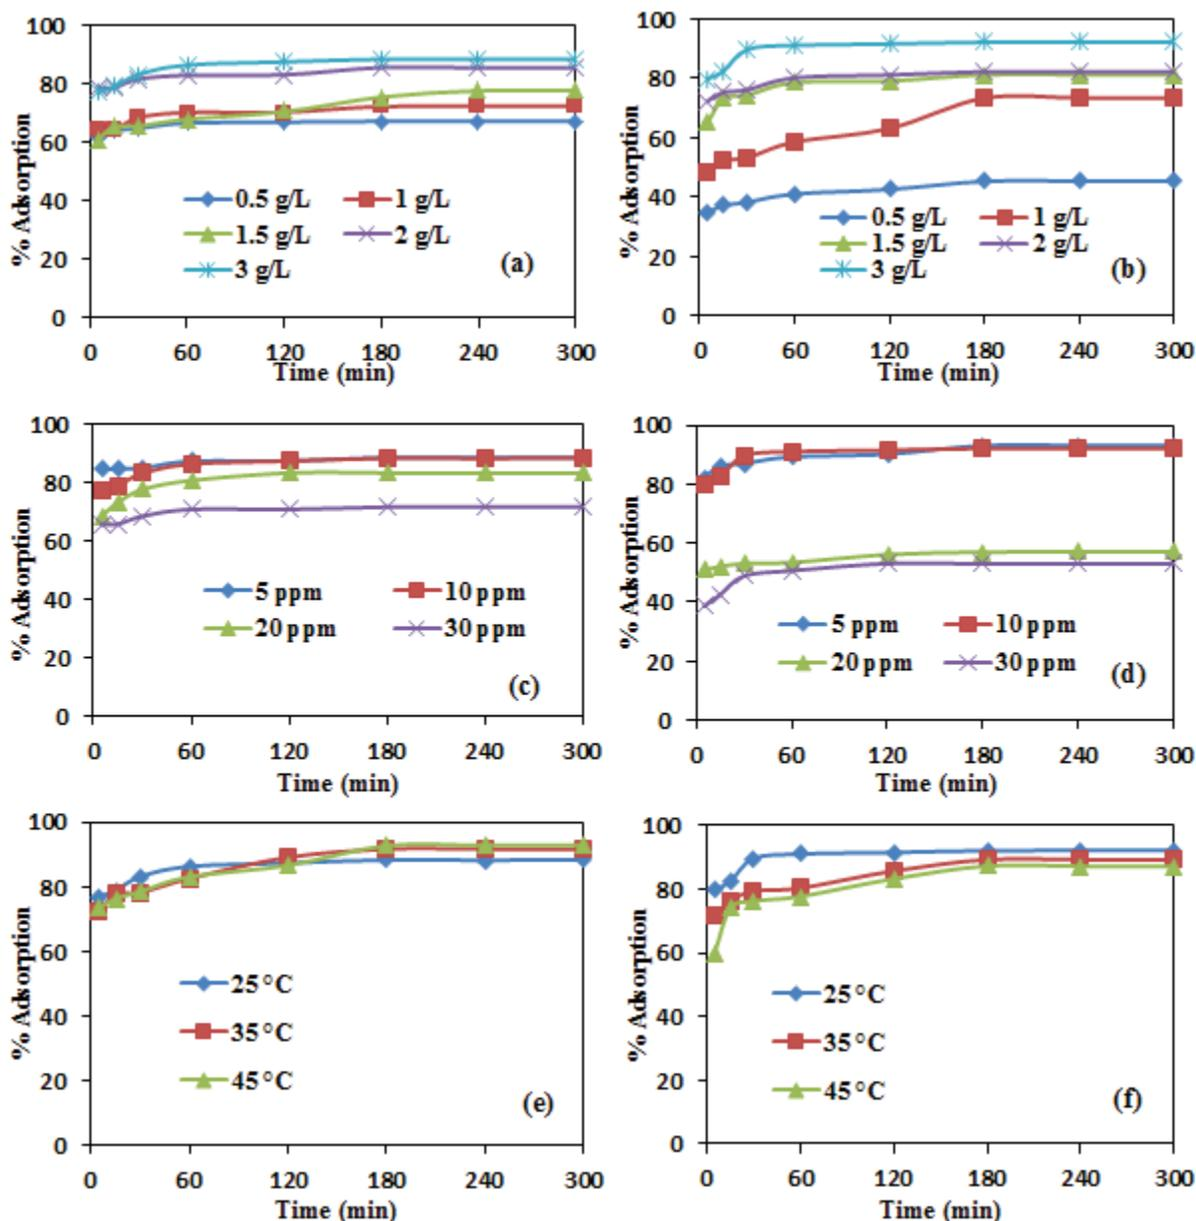 100
80
60
40
20
0
% Adsorption
0.5 g/L 1 g/L
1.5 g/L 2 g/L
3 g/L
(a)
0 60 120 180 240 300
Time (min)
100
80
60
40
20
0
% Adsorption
0.5 g/L 1 g/L
1.5 g/L 2 g/L
3 g/L
(b)
0 60 120 180 240 300
Time (min)
100
80
60
40
20
0
% Adsorption
5 ppm 10 ppm
20 ppm 30 ppm
(c)
0 60 120 180 240 300
Time (min)
100
80
60
40
20
0
% Adsorption
5 ppm 10 ppm
20 ppm 30 ppm
(d)
0 60 120 180 240 300
Time (min)
100
80
60
40
20
0
% Adsorption
25 °C
35 °C
45 °C
(e)
0 60 120 180 240 300
Time (min)
100
80
60
40
20
0
% Adsorption
25 °C
35 °C
45 °C
(f)
0 60 120 180 240 300
Time (min)